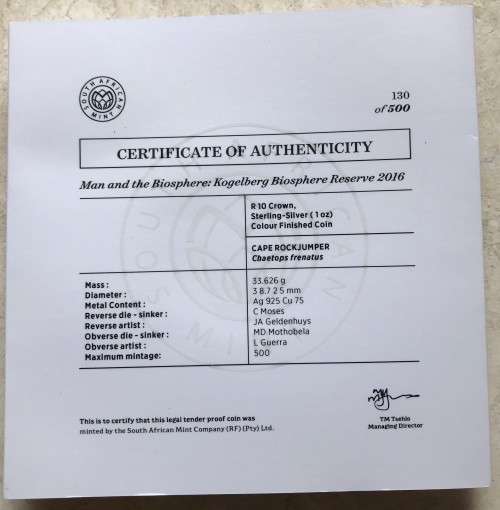 SOUTH AFRICAN MINT
130
of 500
CERTIFICATE OF AUTHENTICITY
Man and the Biosphere: Kogelberg Biosphere Reserve 2016
R10 Crown,
Sterling-Silver ( 1 oz)
Colour Finished Coin
CAPE ROCKJUMPER
Chaetops frenatus
Mass : 33.626 g
Diameter : 3 8.7 2 5 mm
Metal Content : Ag 925 Cu 75
Reverse die - sinker : C Moses
Reverse artist : JA Geldenhuys
Obverse die - sinker : MD Mothobela
Obverse artist : L Guerra
Maximum mintage: 500
TM Tsehlo
Managing Director
This is to certify that this legal tender proof coin was
minted by the South African Mint Company (RF) (Pty) Ltd.
SOUTH AFRICAN MINT